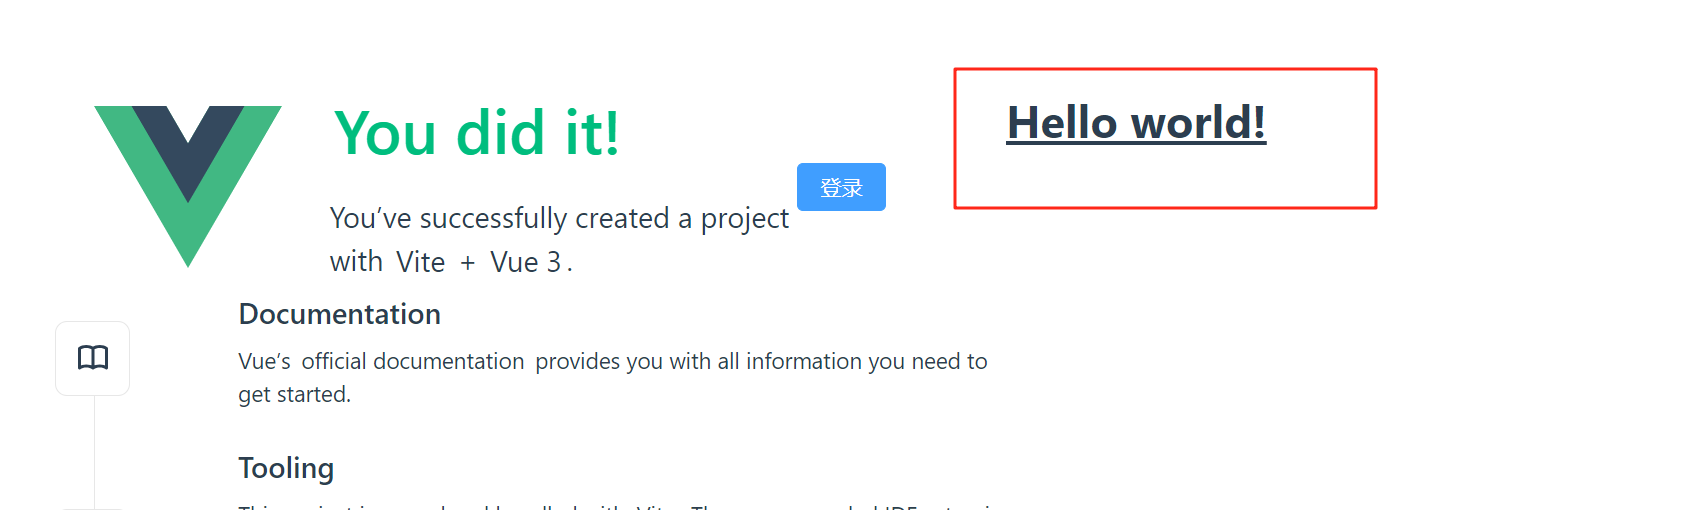 You did it!
Hello world!
登录
You’ve successfully created a project
with Vite + Vue 3.
Documentation
Vue’s official documentation provides you with all information you need to
get started.
Tooling